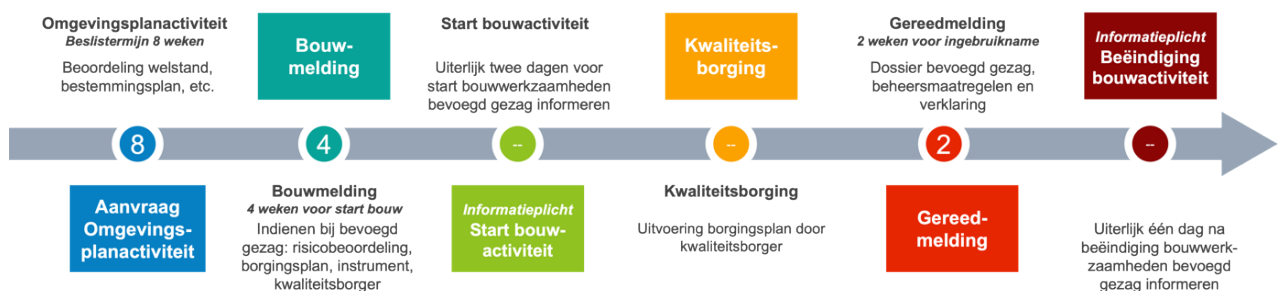 Omgevingsplanactiviteit
Beslistermijn 8 weken
Beoordeling welstand,
bestemmingsplan, etc.
8
Aanvraag
Omgevings-
planactiviteit
Bouw-
melding
4
Bouwmelding
4 weken voor start bouw
Indienen bij bevoegd
gezag: risicobeoordeling,
borgingsplan, instrument,
kwaliteitsborger
Start bouwactiviteit
Uiterlijk twee dagen voor
start bouwwerkzaamheden
bevoegd gezag informeren
--
Informatieplicht
Start bouw-
activiteit
Kwaliteits-
borging
--
Kwaliteitsborging
Uitvoering borgingsplan door
kwaliteitsborger
Gereedmelding
2 weken voor ingebruikname
Dossier bevoegd gezag,
beheersmaatregelen en
verklaring
2
Gereed-
melding
Informatieplicht
Beëindiging
bouwactiviteit
--
Uiterlijk één dag na
beëindiging bouwwerk-
zaamheden bevoegd
gezag informeren